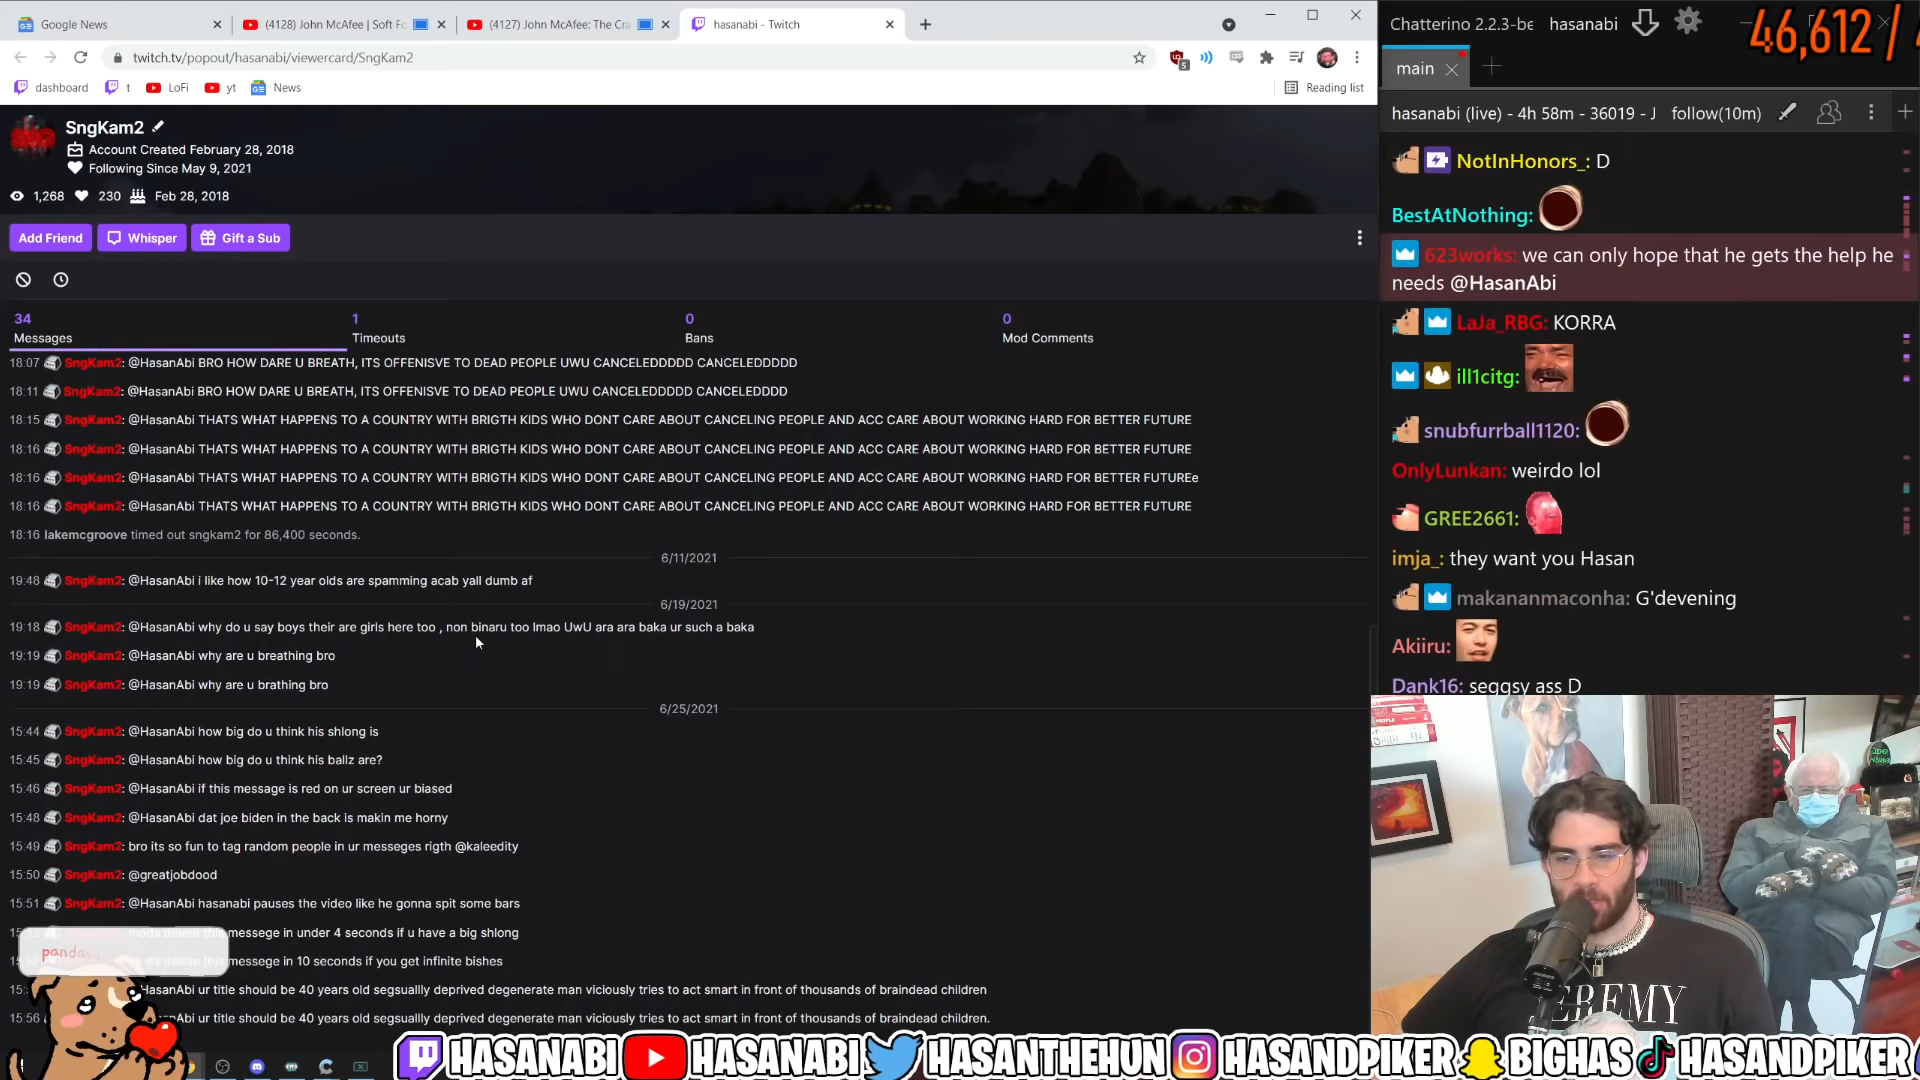 Google News
(4128) John McAfee | Soft Fo
(4127) John McAfee: The Cra
hasanabi - Twitch
twitch.tv/popout/hasanabi/viewercard/SngKam2
5
dashboard
t
LoFi
yt
News
Reading list
SngKam2
Account Created February 28, 2018
Following Since May 9, 2021
1,268
230
Feb 28, 2018
Add Friend
Whisper
Gift a Sub
34
Messages
1
Timeouts
0
Bans
0
Mod Comments
18:07 SngKam2: @HasanAbi BRO HOW DARE U BREATH, ITS OFFENISVE TO DEAD PEOPLE UWU CANCELEDDDDD CANCELEDDDDD
18:11 SngKam2: @HasanAbi BRO HOW DARE U BREATH, ITS OFFENISVE TO DEAD PEOPLE UWU CANCELEDDDDD CANCELEDDDD
18:15 SngKam2: @HasanAbi THATS WHAT HAPPENS TO A COUNTRY WITH BRIGTH KIDS WHO DONT CARE ABOUT CANCELING PEOPLE AND ACC CARE ABOUT WORKING HARD FOR BETTER FUTURE
18:16 SngKam2: @HasanAbi THATS WHAT HAPPENS TO A COUNTRY WITH BRIGTH KIDS WHO DONT CARE ABOUT CANCELING PEOPLE AND ACC CARE ABOUT WORKING HARD FOR BETTER FUTURE
18:16 SngKam2: @HasanAbi THATS WHAT HAPPENS TO A COUNTRY WITH BRIGTH KIDS WHO DONT CARE ABOUT CANCELING PEOPLE AND ACC CARE ABOUT WORKING HARD FOR BETTER FUTUREe
18:16 SngKam2: @HasanAbi THATS WHAT HAPPENS TO A COUNTRY WITH BRIGTH KIDS WHO DONT CARE ABOUT CANCELING PEOPLE AND ACC CARE ABOUT WORKING HARD FOR BETTER FUTURE
18:16 lakemcgroove timed out sngkam2 for 86,400 seconds.
6/11/2021
19:48 SngKam2: @HasanAbi i like how 10-12 year olds are spamming acab yall dumb af
6/19/2021
19:18 SngKam2: @HasanAbi why do u say boys their are girls here too , non binaru too lmao UwU ara ara baka ur such a baka
19:19 SngKam2: @HasanAbi why are u breathing bro
19:19 SngKam2: @HasanAbi why are u brathing bro
6/25/2021
15:44 SngKam2: @HasanAbi how big do u think his shlong is
15:45 SngKam2: @HasanAbi how big do u think his ballz are?
15:46 SngKam2: @HasanAbi if this message is red on ur screen ur biased
15:48 SngKam2: @HasanAbi dat joe biden in the back is makin me horny
15:49 SngKam2: bro its so fun to tag random people in ur messeges rigth @kaleedity
15:50 SngKam2: @greatjobdood
15:51 SngKam2: @HasanAbi hasanabi pauses the video like he gonna spit some bars
mods delete this messege in under 4 seconds if u have a big shlong
delete this messege in 10 seconds if you get infinite bishes
HasanAbi ur title should be 40 years old segsuallly deprived degenerate man viciously tries to act smart in front of thousands of braindead children
15:56 HasanAbi ur title should be 40 years old segsuallly deprived degenerate man viciously tries to act smart in front of thousands of braindead children.
Chatterino 2.2.3-be
hasanabi
46,612 /
main
hasanabi (live) - 4h 58m - 36019 - J
follow(10m)
NotInHonors_: D
BestAtNothing:
623works: we can only hope that he gets the help he
needs @HasanAbi
LaJa_RBG: KORRA
ill1citg:
snubfurrball1120:
OnlyLunkan: weirdo lol
GREE2661:
imja_: they want you Hasan
makananmaconha: G'devening
Akiiru:
Dank16: seggsy ass D
HASANABI
HASANABI
HASANTHEHUN
HASANDPIKER
BIGHAS
HASANDPIKER